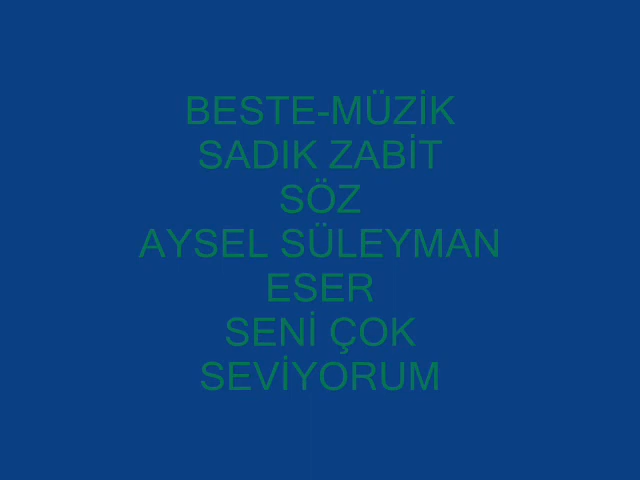 BESTE-MÜZİK
SADIK ZABİT
SÖZ
AYSEL SÜLEYMAN
ESER
SENİ ÇOK
SEVİYORUM